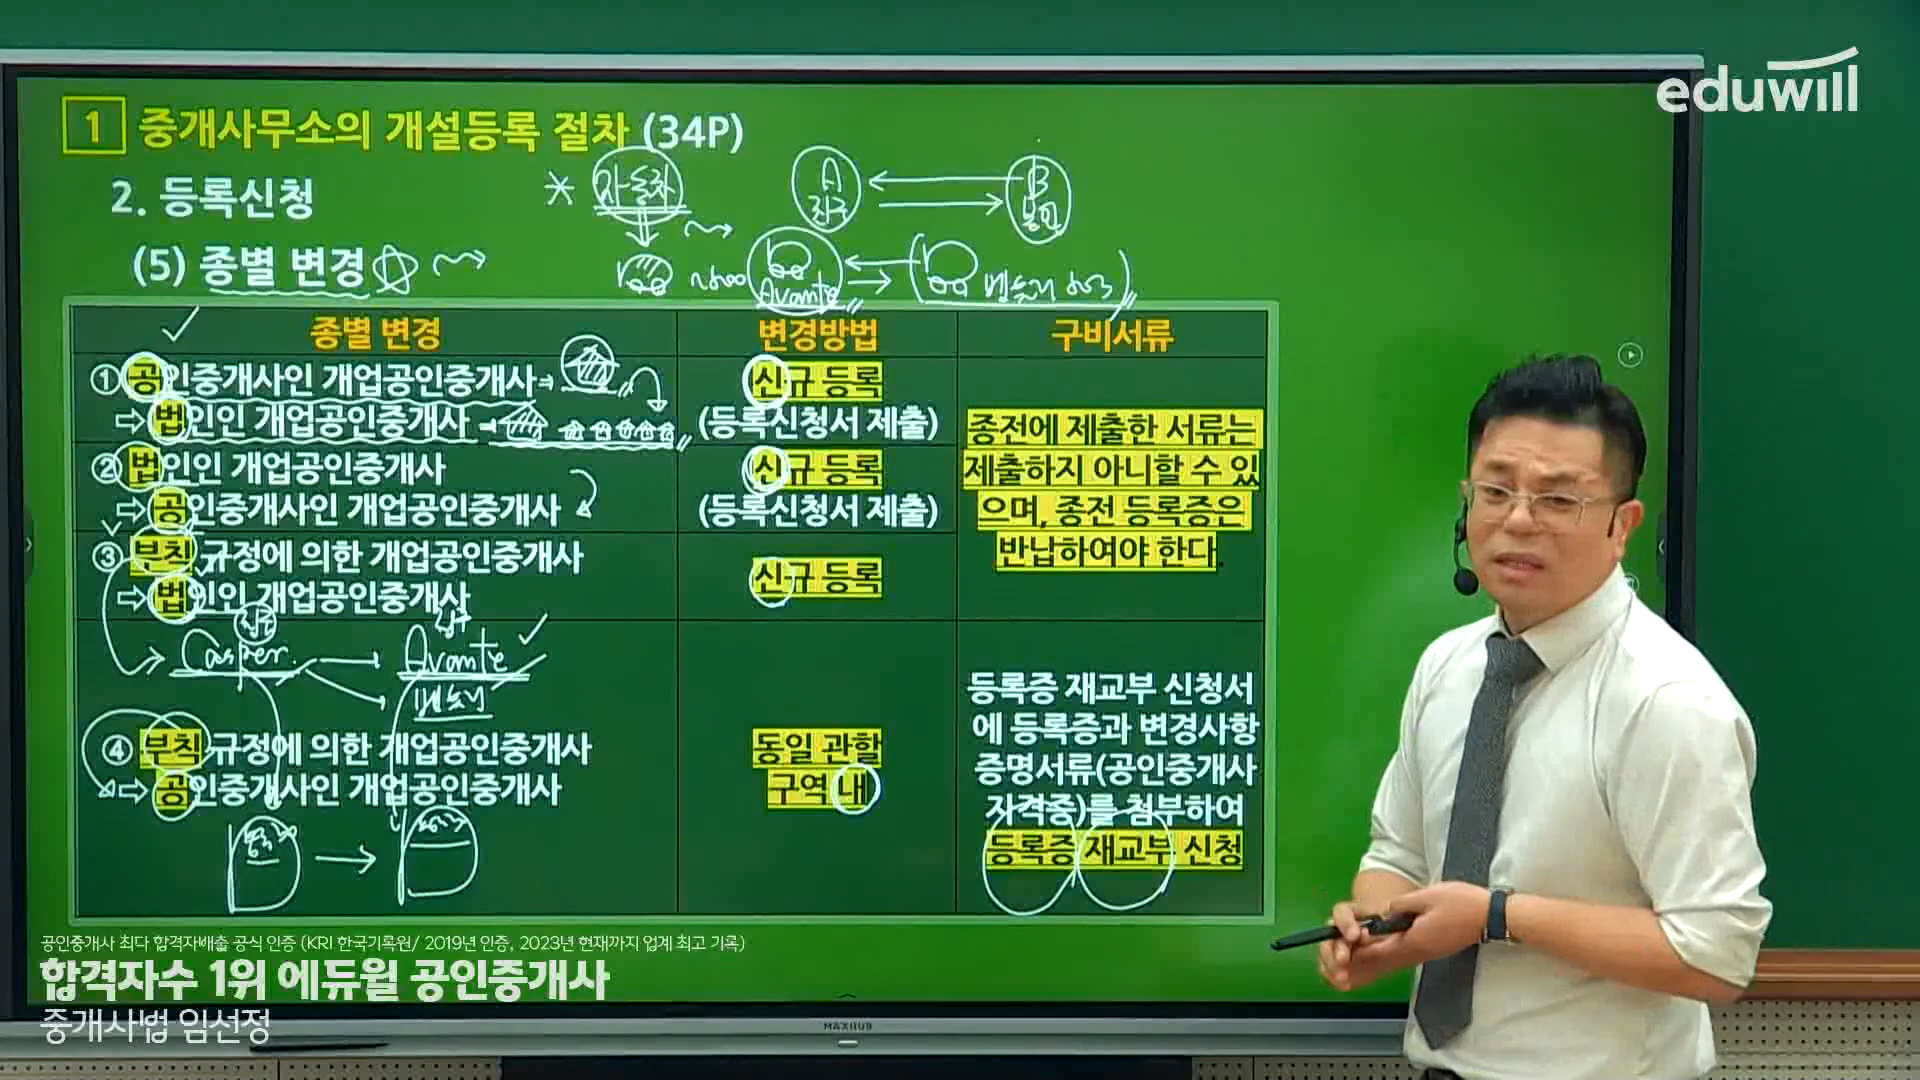 eduwill
1 중개사무소의 개설등록 절차 (34P)
2. 등록신청
자동차
A
B
(5) 종별 변경
Avante
종별 변경
변경방법
구비서류
①공인중개사인 개업공인중개사
⇨법인인 개업공인중개사
신규 등록
(등록신청서 제출)
②법인인 개업공인중개사
⇨공인중개사인 개업공인중개사
신규 등록
(등록신청서 제출)
③부칙 규정에 의한 개업공인중개사
⇨법인인 개업공인중개사
신규 등록
종전에 제출한 서류는
제출하지 아니할 수 있
으며, 종전 등록증은
반납하여야 한다.
Casper
Avante
④ 부칙 규정에 의한 개업공인중개사
⇨공인중개사인 개업공인중개사
동일 관할
구역 내
등록증 재교부 신청서
에 등록증과 변경사항
증명서류(공인중개사
자격증)를 첨부하여
등록증 재교부 신청
공인중개사 최다 합격자배출 공식 인증 (KRI 한국기록원/ 2019년 인증, 2023년 현재까지 업계 최고 기록)
합격자수 1위 에듀윌 공인중개사
중개사법 임선정
MAXHUB